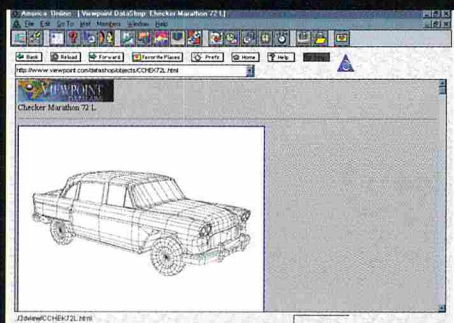 America Online - [Viewpoint DataShop: Checker Marathon 72 L]
File Edit Go To Mail Members Window Help
Back Reload Forward Favorite Places Prefs Home Help
http://www.viewpoint.com/datashop/objects/CCHEK72L.html
VIEWPOINT
Checker Marathon 72 L